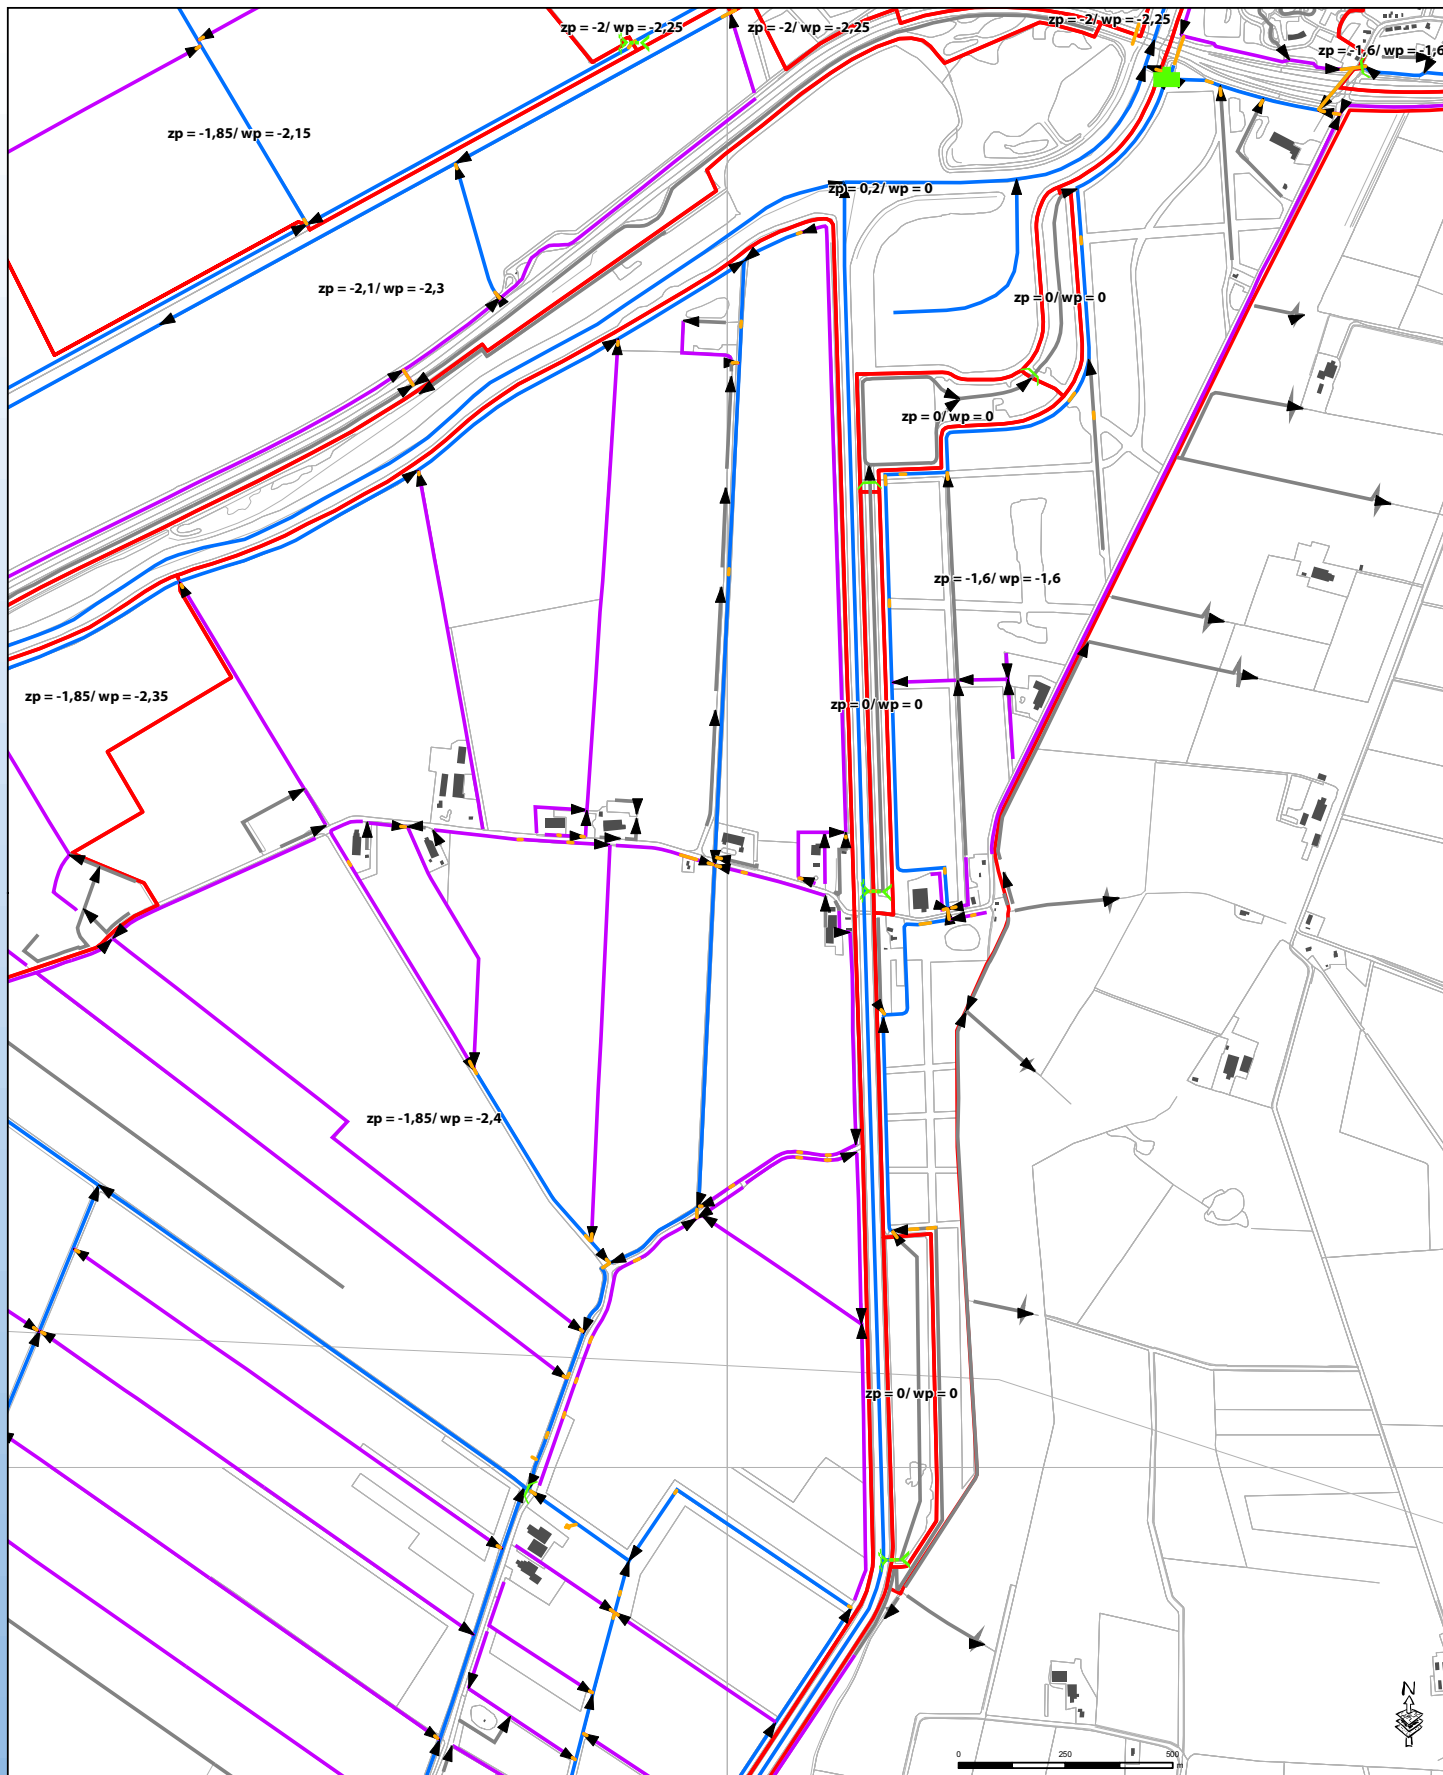 zp = -2/ wp = -2,25
zp = -2/ wp = -2,25
zp = -2/ wp = -2,25
zp = -1,6/ wp = -1,6
zp = -1,85/ wp = -2,15
zp = 0,2/ wp = 0
zp = -2,1/ wp = -2,3
zp = 0/ wp = 0
zp = 0/ wp = 0
zp = -1,6/ wp = -1,6
zp = -1,85/ wp = -2,35
zp = 0/ wp = 0
zp = -1,85/ wp = -2,4
zp = 0/ wp = 0
N
0 250 500
m